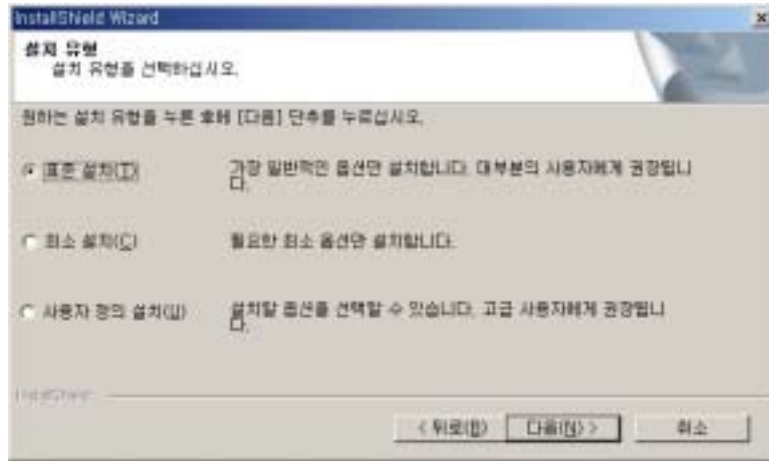 InstallShield Wizard
설치 유형
설치 유형을 선택하십시오.
원하는 설치 유형을 누른 후에 [다음] 단추를 누르십시오.
표준 설치(T) 가장 일반적인 옵션만 설치합니다. 대부분의 사용자에게 권장됩니
다.
최소 설치(C) 필요한 최소 옵션만 설치합니다.
사용자 정의 설치(U) 설치할 옵션을 선택할 수 있습니다. 고급 사용자에게 권장됩니
다.
InstallShield
< 뒤로(B) 다음(N) > 취소